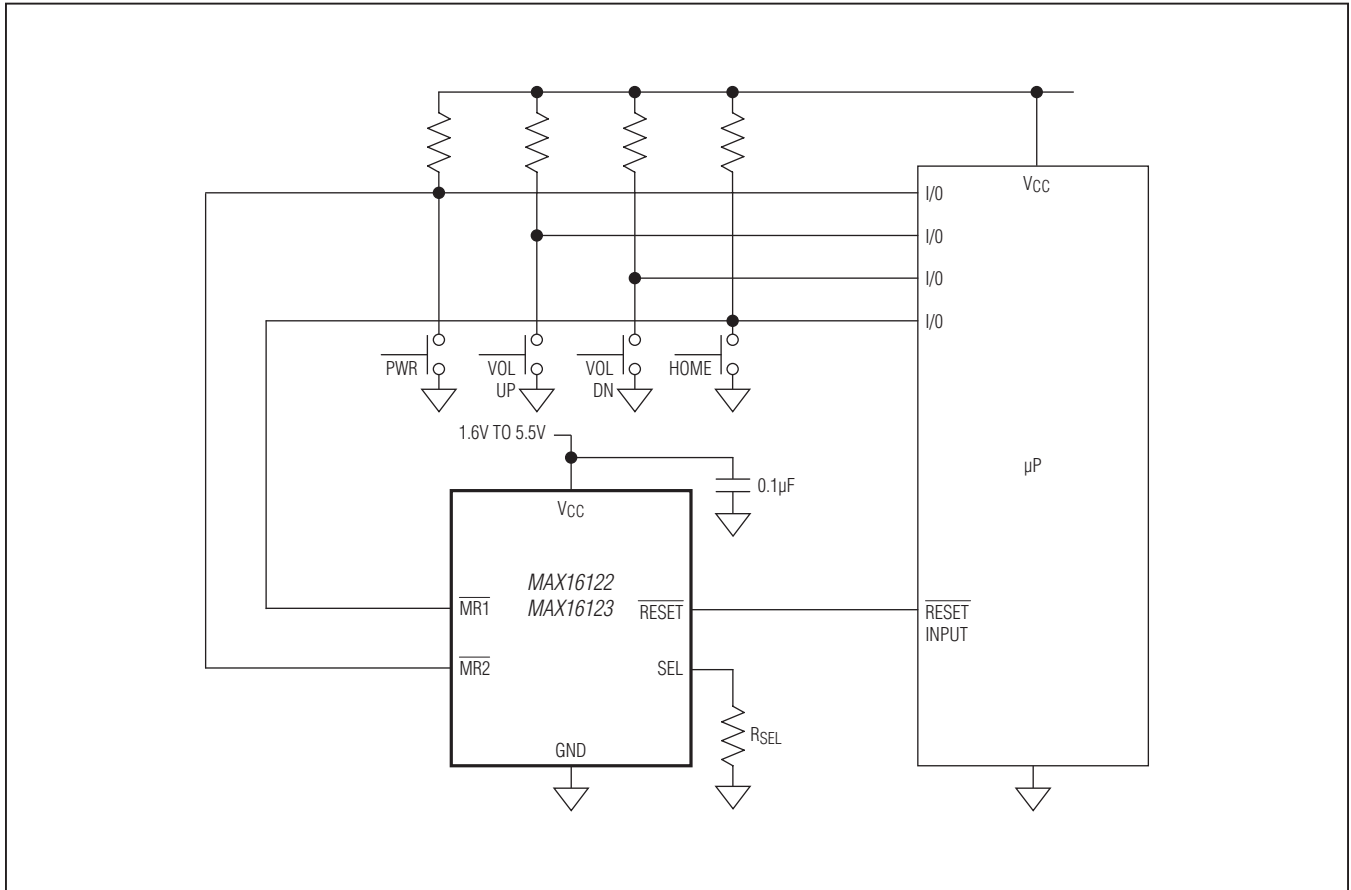 VCC
I/0
I/0
I/0
I/0
PWR
VOL
UP
VOL
DN
HOME
1.6V TO 5.5V
0.1µF
µP
VCC
MAX16122
MAX16123
MR1
RESET
RESET
INPUT
MR2
SEL
RSEL
GND